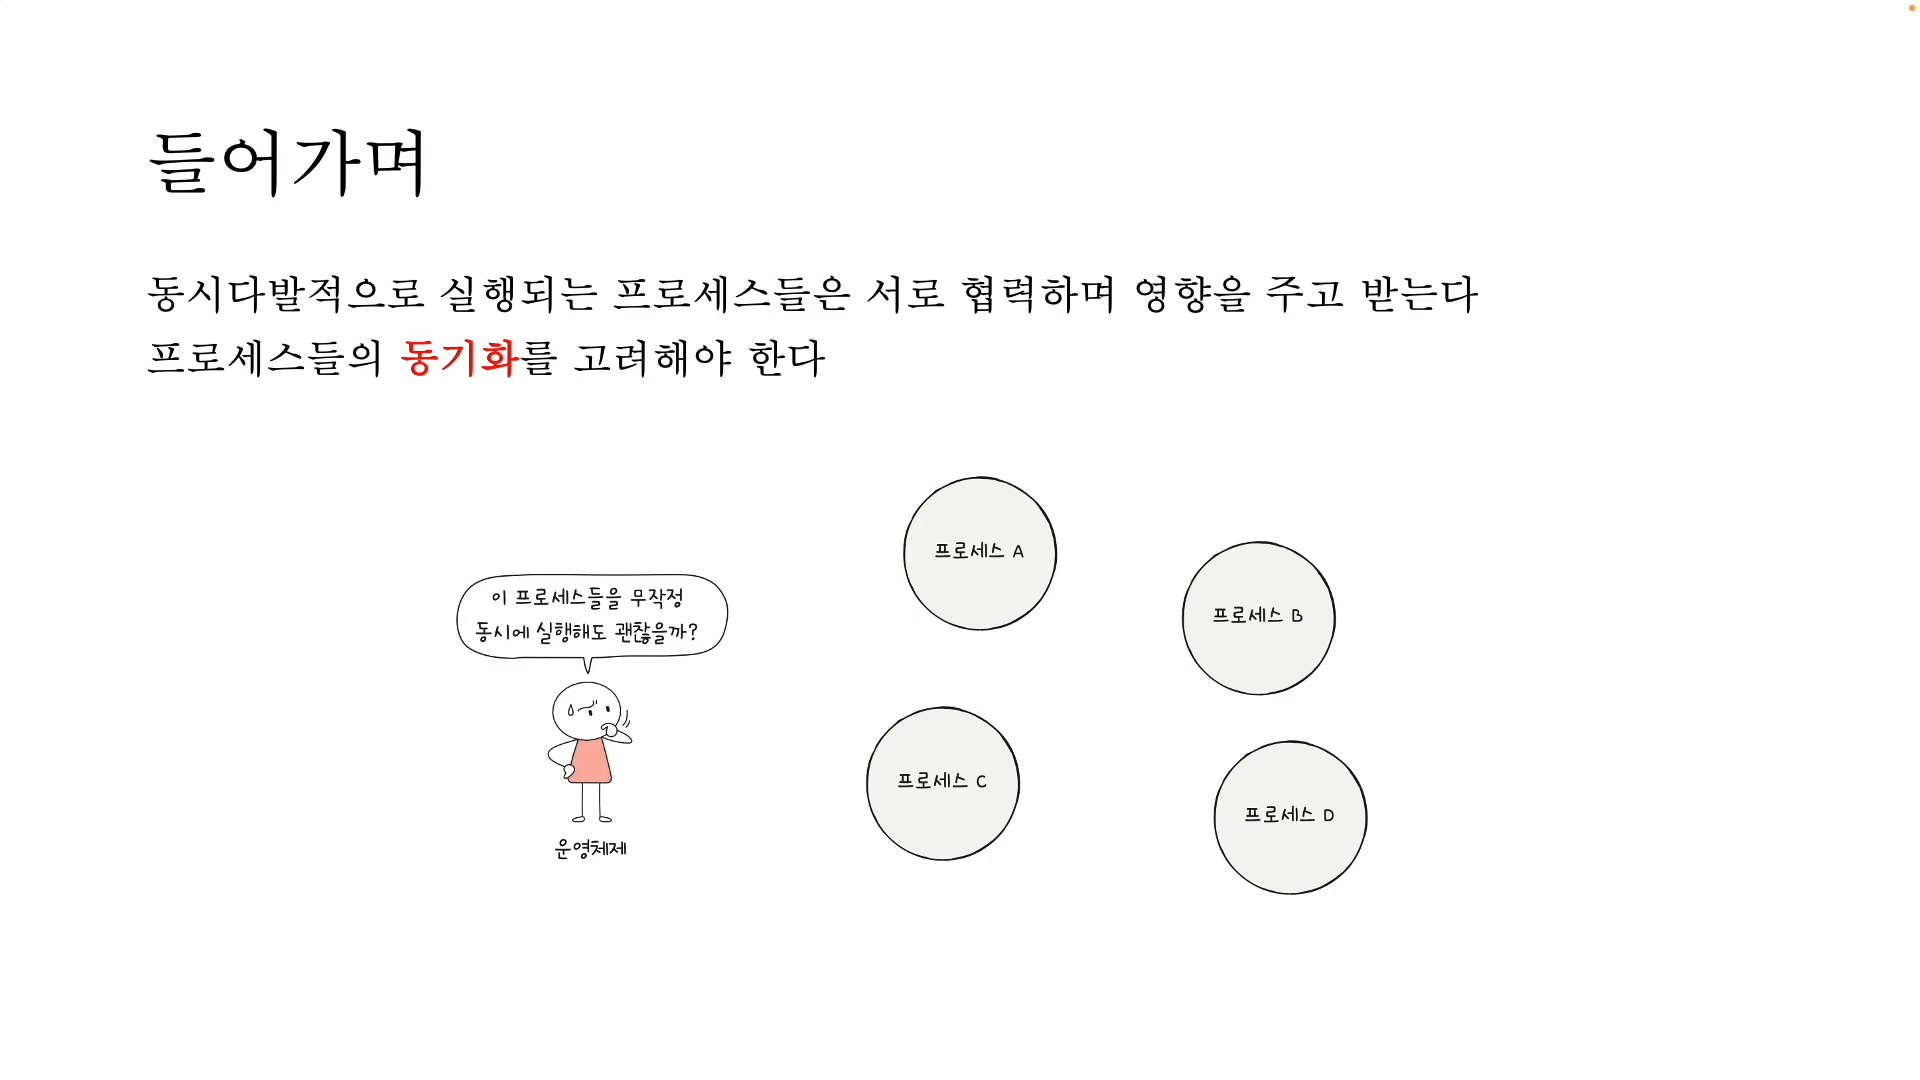 들어가며
동시다발적으로 실행되는 프로세스들은 서로 협력하며 영향을 주고 받는다
프로세스들의 동기화를 고려해야 한다
이 프로세스들을 무작정
동시에 실행해도 괜찮을까?
운영체제
프로세스 A
프로세스 B
프로세스 C
프로세스 D